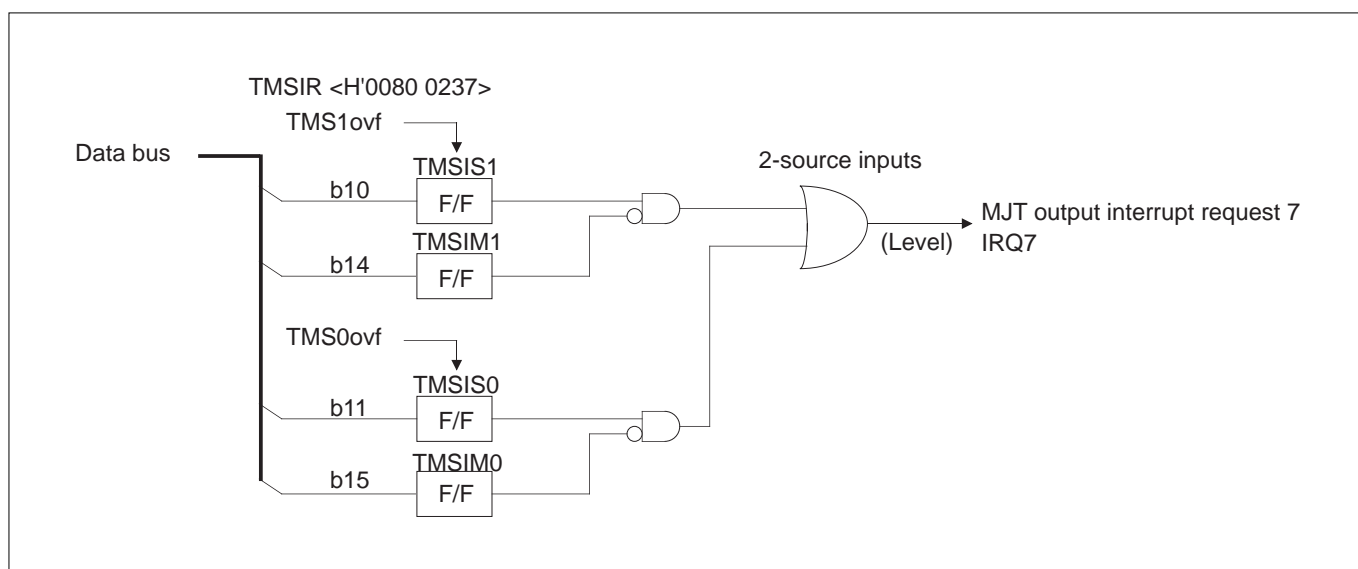 TMSIR <H'0080 0237>
TMS1ovf
Data bus
TMSIS1
2-source inputs
b10
F/F
MJT output interrupt request 7
(Level)
IRQ7
TMSIM1
b14
F/F
TMS0ovf
TMSIS0
b11
F/F
TMSIM0
b15
F/F